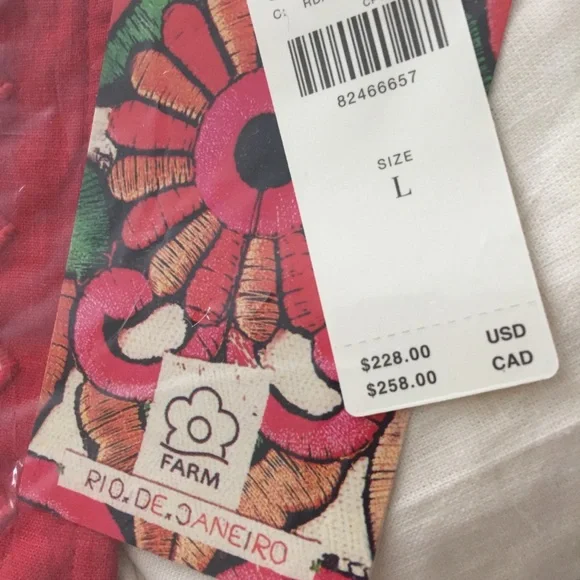 82466657
SIZE
L
$228.00 USD
$258.00 CAD
FARM
RIO.DE.JANEIRO